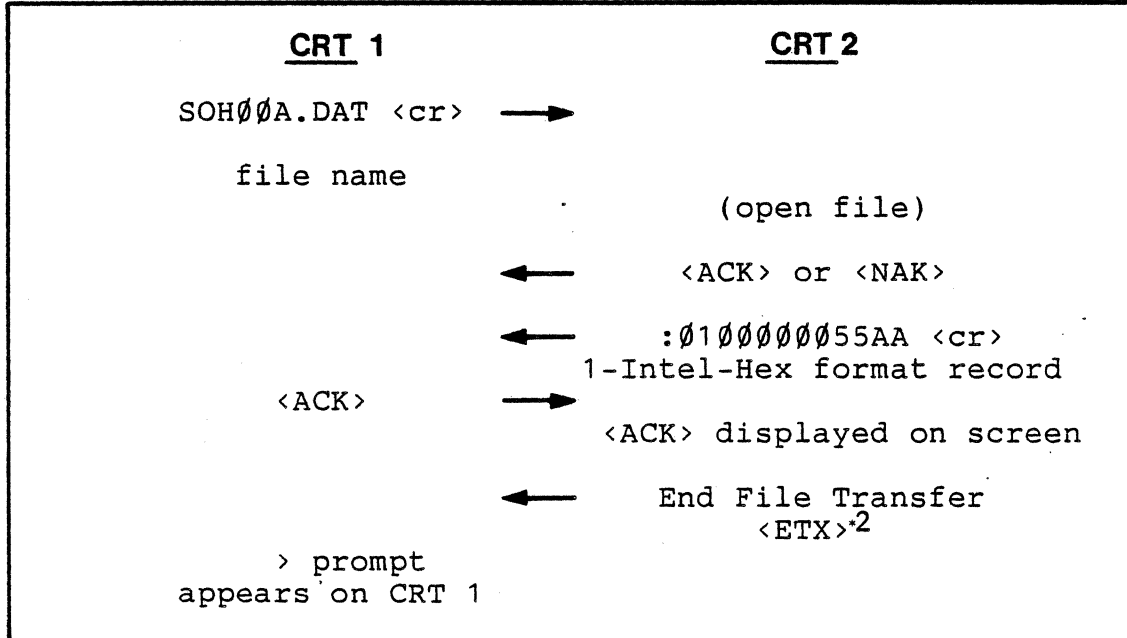 CRT 1
CRT 2
SOHØØA.DAT <cr>
file name
(open file)
<ACK> or <NAK>
:Ø1ØØØØØØ55AA <cr>
1-Intel-Hex format record
<ACK>
<ACK> displayed on screen
End File Transfer
<ETX>*2
> prompt
appears on CRT 1